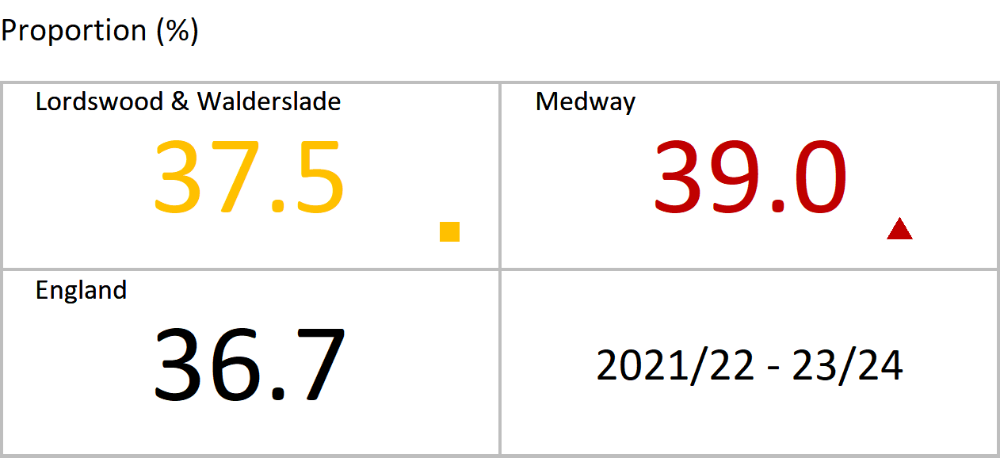 Proportion (%)
Lordswood & Walderslade
37.5
Medway
39.0
England
36.7
2021/22 - 23/24